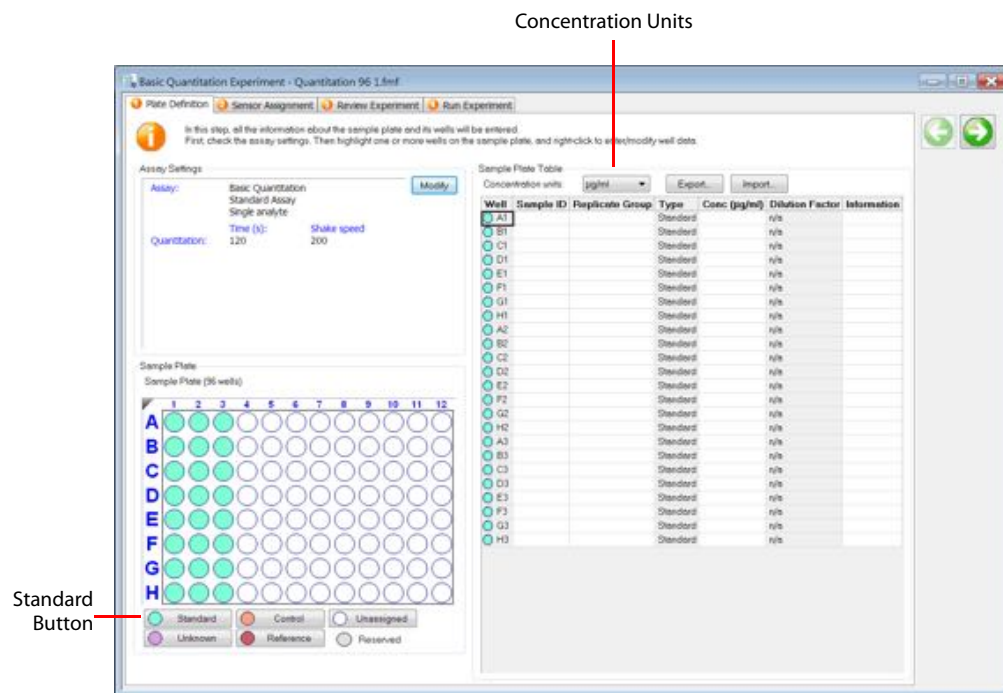 Concentration Units
Basic Quantitation Experiment - Quantitation 96 1.fmf
Plate Definition Sensor Assignment Review Experiment Run Experiment
In this step, all the information about the sample plate and its wells will be entered.
First, check the assay settings. Then highlight one or more wells on the sample plate, and right-click to enter/modify well data.
Assay Settings
Assay: Basic Quantitation
Standard Assay
Single analyte
Modify
Time (s): Shake speed
Quantitation: 120 200
Sample Plate Table
Concentration units: µg/ml Export... Import...
Well Sample ID Replicate Group Type Conc (µg/ml) Dilution Factor Information
A1 Standard n/a
B1 Standard n/a
C1 Standard n/a
D1 Standard n/a
E1 Standard n/a
F1 Standard n/a
G1 Standard n/a
H1 Standard n/a
A2 Standard n/a
B2 Standard n/a
C2 Standard n/a
D2 Standard n/a
E2 Standard n/a
F2 Standard n/a
G2 Standard n/a
H2 Standard n/a
A3 Standard n/a
B3 Standard n/a
C3 Standard n/a
D3 Standard n/a
E3 Standard n/a
F3 Standard n/a
G3 Standard n/a
H3 Standard n/a
Sample Plate
Sample Plate (96 wells)
1 2 3 4 5 6 7 8 9 10 11 12
A
B
C
D
E
F
G
H
Standard Control Unassigned
Unknown Reference Reserved
Standard
Button